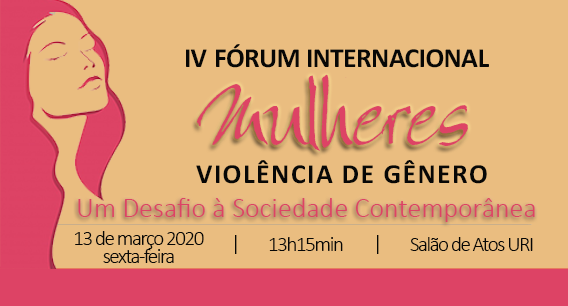 IV FÓRUM INTERNACIONAL
Mulheres
VIOLÊNCIA DE GÊNERO
Um Desafio à Sociedade Contemporânea
13 de março 2020 | 13h15min | Salão de Atos URI
sexta-feira